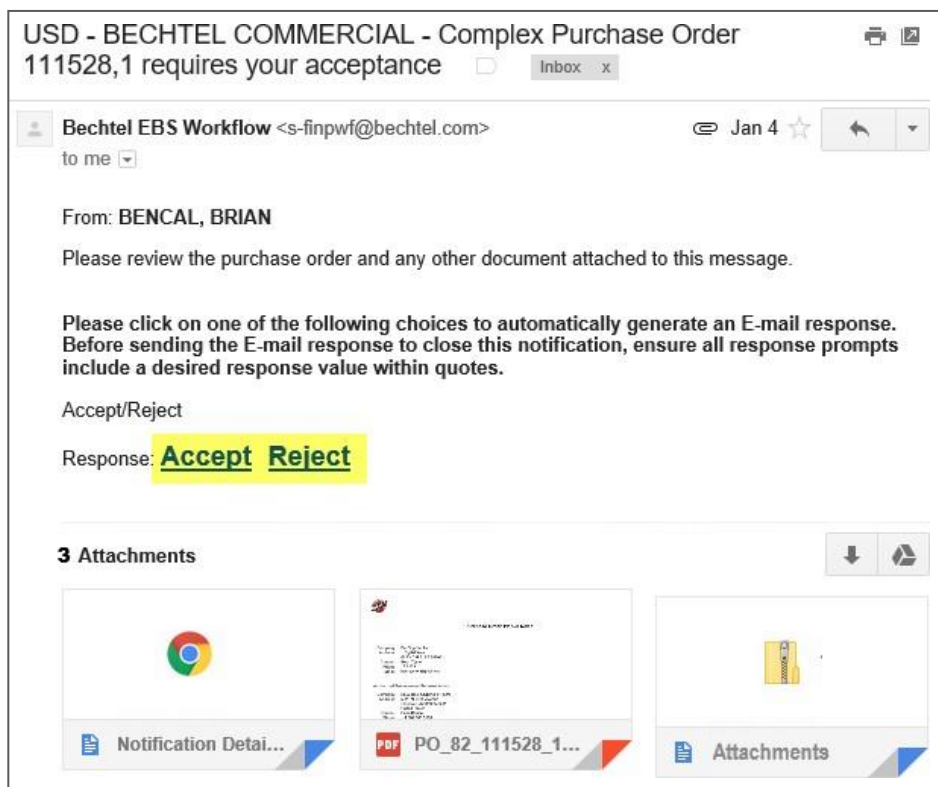 USD - BECHTEL COMMERCIAL - Complex Purchase Order
111528,1 requires your acceptance
Inbox x
Bechtel EBS Workflow <s-finpwf@bechtel.com>
Jan 4
to me
From: BENCAL, BRIAN
Please review the purchase order and any other document attached to this message.
Please click on one of the following choices to automatically generate an E-mail response.
Before sending the E-mail response to close this notification, ensure all response prompts
include a desired response value within quotes.
Accept/Reject
Response: Accept Reject
3 Attachments
Notification Detai...
PDF PO_82_111528_1...
Attachments